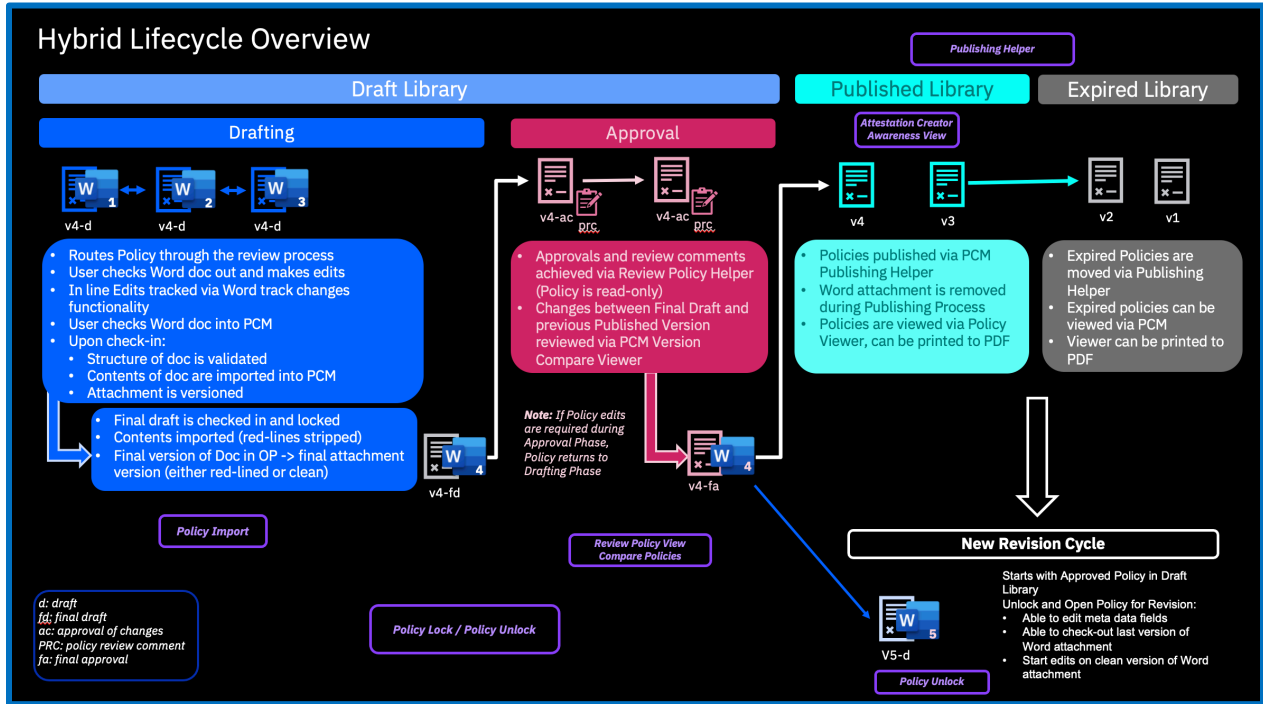 Hybrid Lifecycle Overview
Publishing Helper
Draft Library
Published Library
Expired Library
Drafting
Approval
Attestation Creator
Awareness View
W 1
W 2
W 3
v4-d
v4-d
v4-d
v4-ac
prc
v4-ac
prc
v4
v3
v2
v1
• Routes Policy through the review process
• User checks Word doc out and makes edits
• In line Edits tracked via Word track changes
functionality
• User checks Word doc into PCM
• Upon check-in:
• Structure of doc is validated
• Contents of doc are imported into PCM
• Attachment is versioned
• Final draft is checked in and locked
• Contents imported (red-lines stripped)
• Final version of Doc in OP -> final attachment
version (either red-lined or clean)
W 4
v4-fd
• Approvals and review comments
achieved via Review Policy Helper
(Policy is read-only)
• Changes between Final Draft and
previous Published Version
reviewed via PCM Version
Compare Viewer
Note: If Policy edits
are required during
Approval Phase,
Policy returns to
Drafting Phase
W 4
v4-fa
• Policies published via PCM
Publishing Helper
• Word attachment is removed
during Publishing Process
• Policies are viewed via Policy
Viewer, can be printed to PDF
• Expired Policies are
moved via Publishing
Helper
• Expired policies can be
viewed via PCM
• Viewer can be printed to
PDF
Policy Import
Review Policy View
Compare Policies
New Revision Cycle
Starts with Approved Policy in Draft
Library
Unlock and Open Policy for Revision:
• Able to edit meta data fields
• Able to check-out last version of
Word attachment
• Start edits on clean version of Word
attachment
W 5
V5-d
Policy Unlock
Policy Lock / Policy Unlock
d: draft
fd: final draft
ac: approval of changes
PRC: policy review comment
fa: final approval